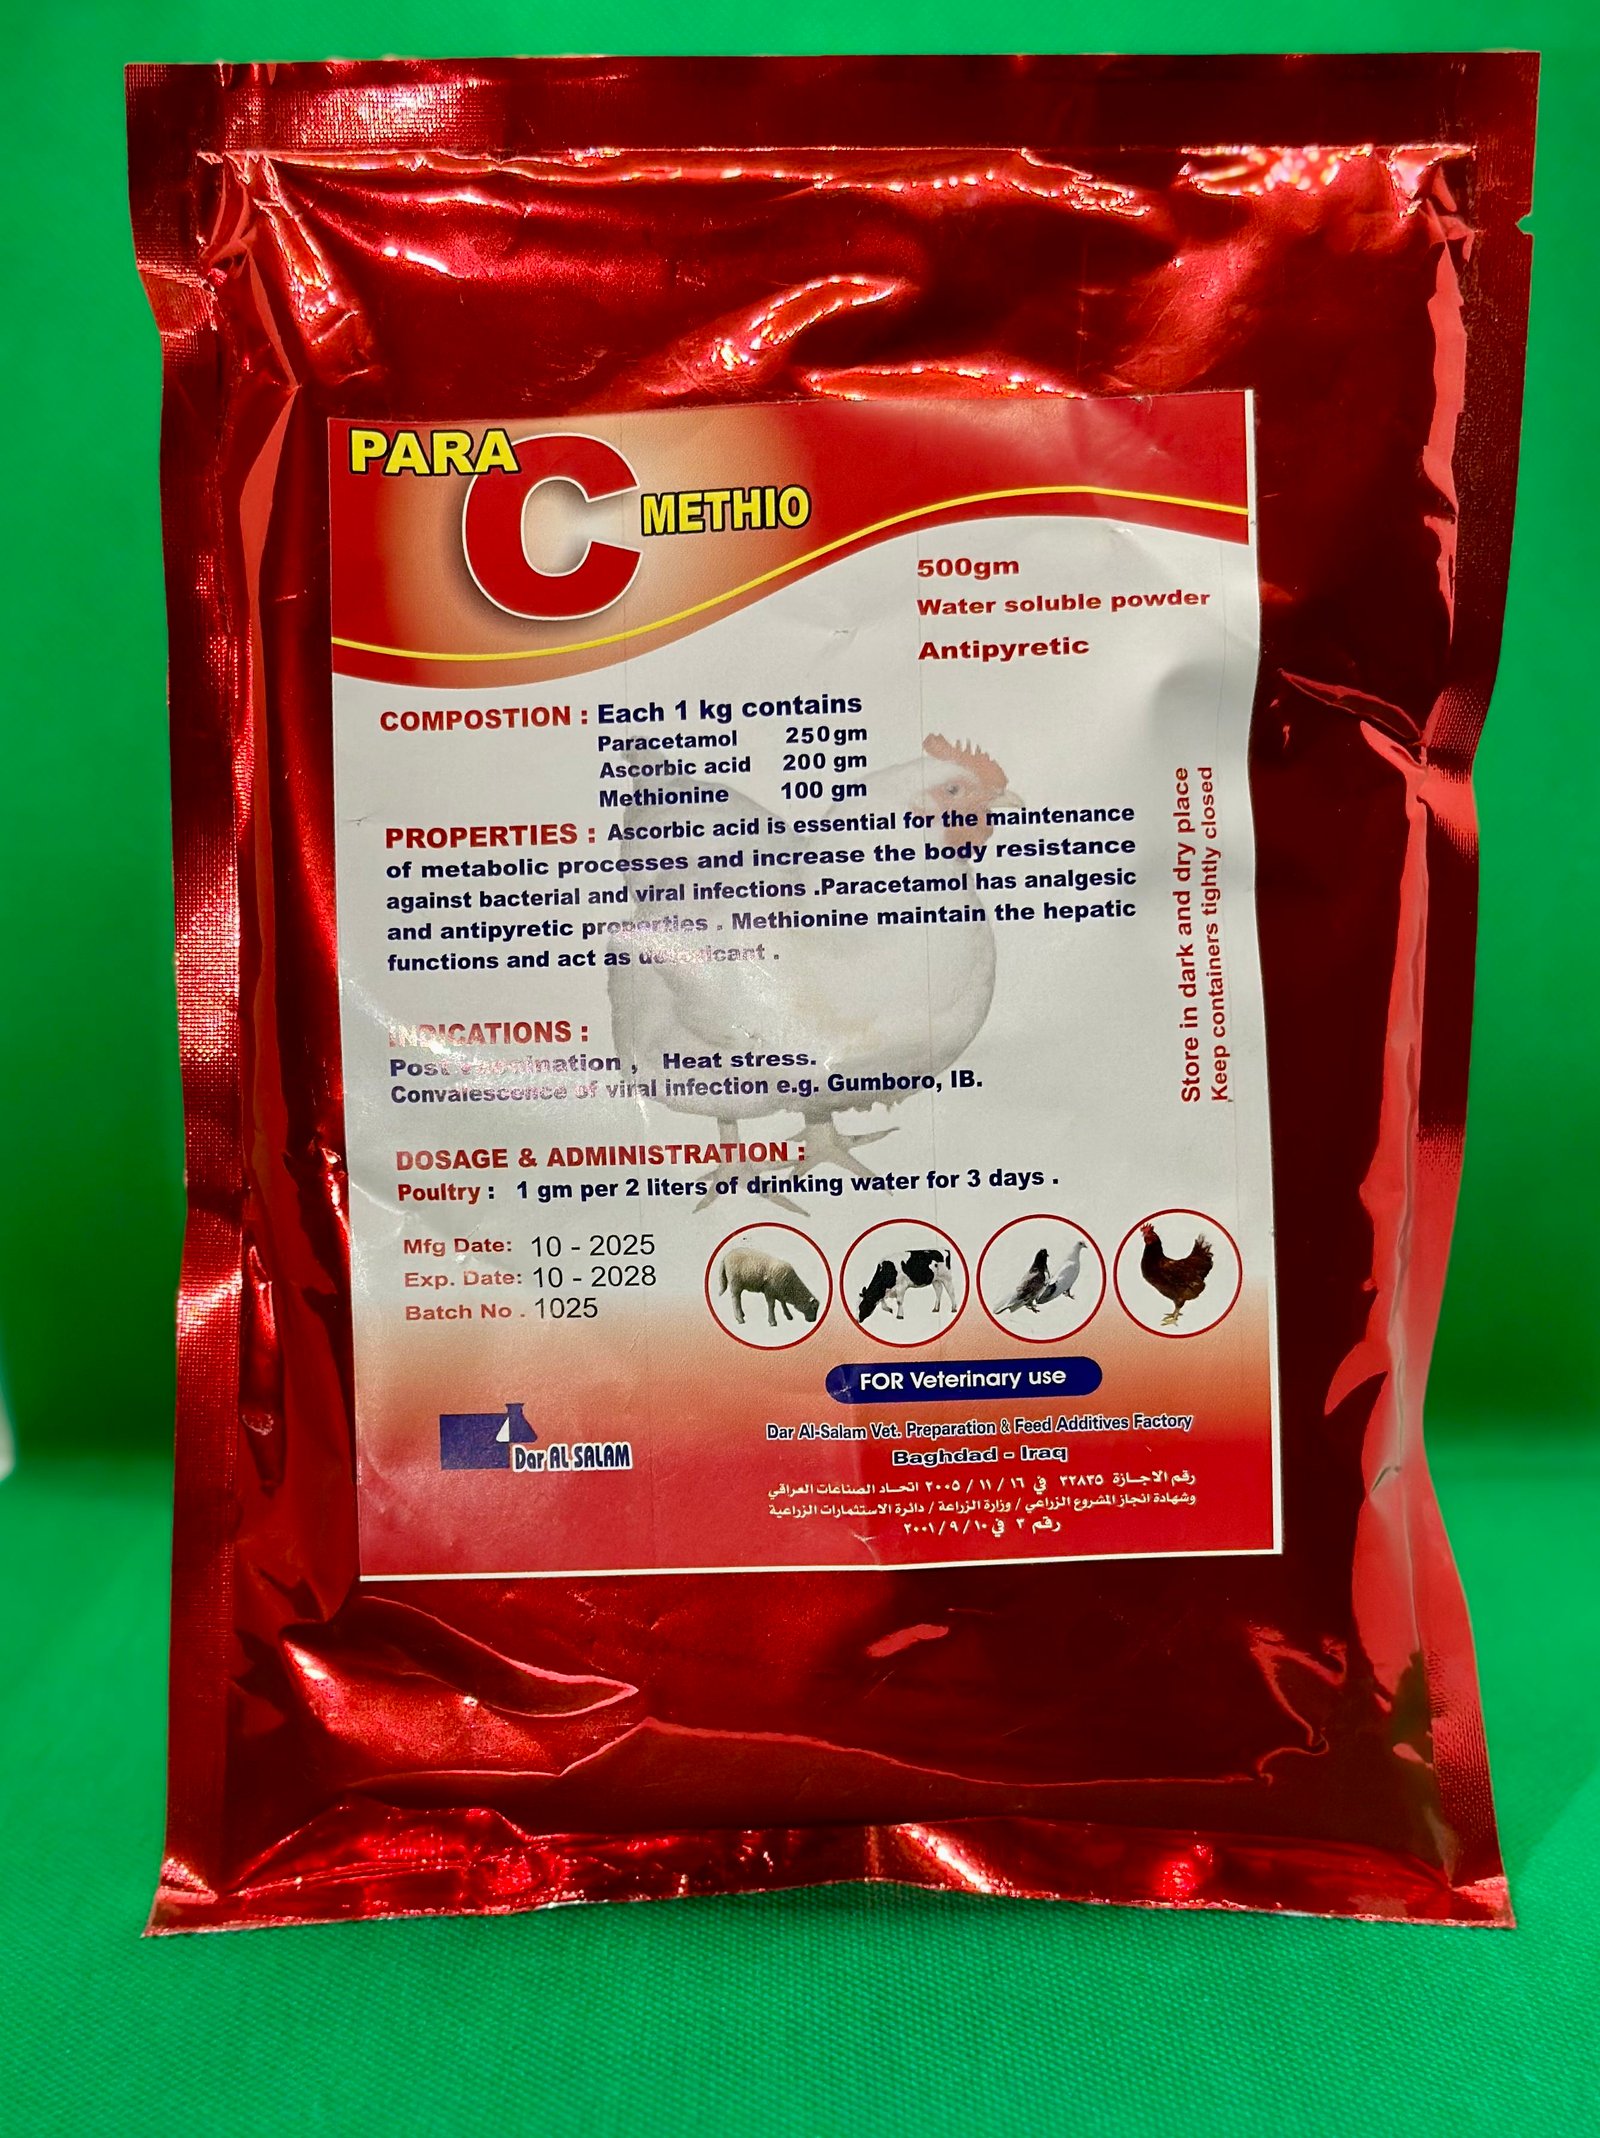 PARA C METHIO
500gm
Water soluble powder
Antipyretic
COMPOSTION : Each 1 kg contains
Paracetamol 250gm
Ascorbic acid 200 gm
Methionine 100 gm
PROPERTIES : Ascorbic acid is essential for the maintenance
of metabolic processes and increase the body resistance
against bacterial and viral infections .Paracetamol has analgesic
and antipyretic properties . Methionine maintain the hepatic
functions and act as detoxicant .
INDICATIONS :
Post vaccination , Heat stress.
Convalescence of viral infection e.g. Gumboro, IB.
DOSAGE & ADMINISTRATION :
Poultry : 1 gm per 2 liters of drinking water for 3 days .
Store in dark and dry place
Keep containers tightly closed
Mfg Date: 10 - 2025
Exp. Date: 10 - 2028
Batch No . 1025
FOR Veterinary use
Dar AL SALAM
Dar Al-Salam Vet. Preparation & Feed Additives Factory
Baghdad - Iraq
رقم الاجازة ٣٢٨٣٥ في ١٦ / ١١ / ٢٠٠٥ اتحاد الصناعات العراقي
وشهادة انجاز المشروع الزراعي / وزارة الزراعة / دائرة الاستثمارات الزراعية
رقم ٣ في ١٠ / ٩ / ٢٠٠١